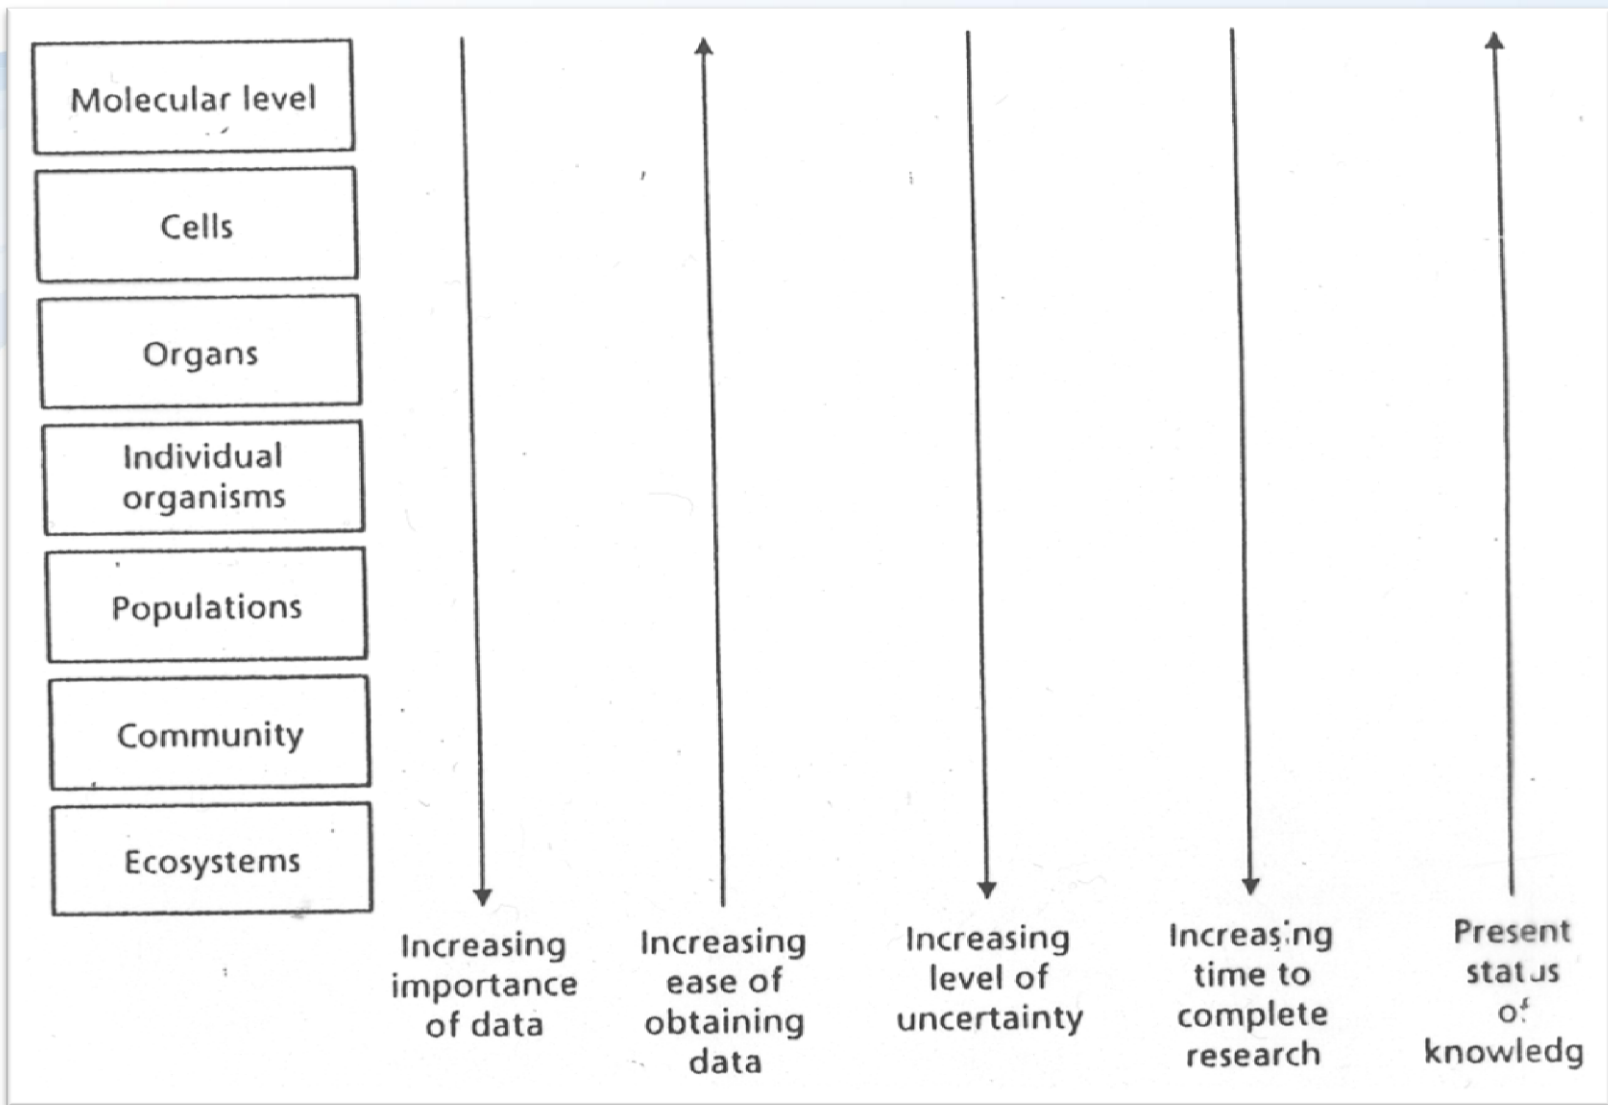 Molecular level
Cells
Organs
Individual
organisms
Populations
Community
Ecosystems
Increasing
importance
of data
Increasing
ease of
obtaining
data
Increasing
level of
uncertainty
Increasing
time to
complete
research
Present
status
of
knowledg